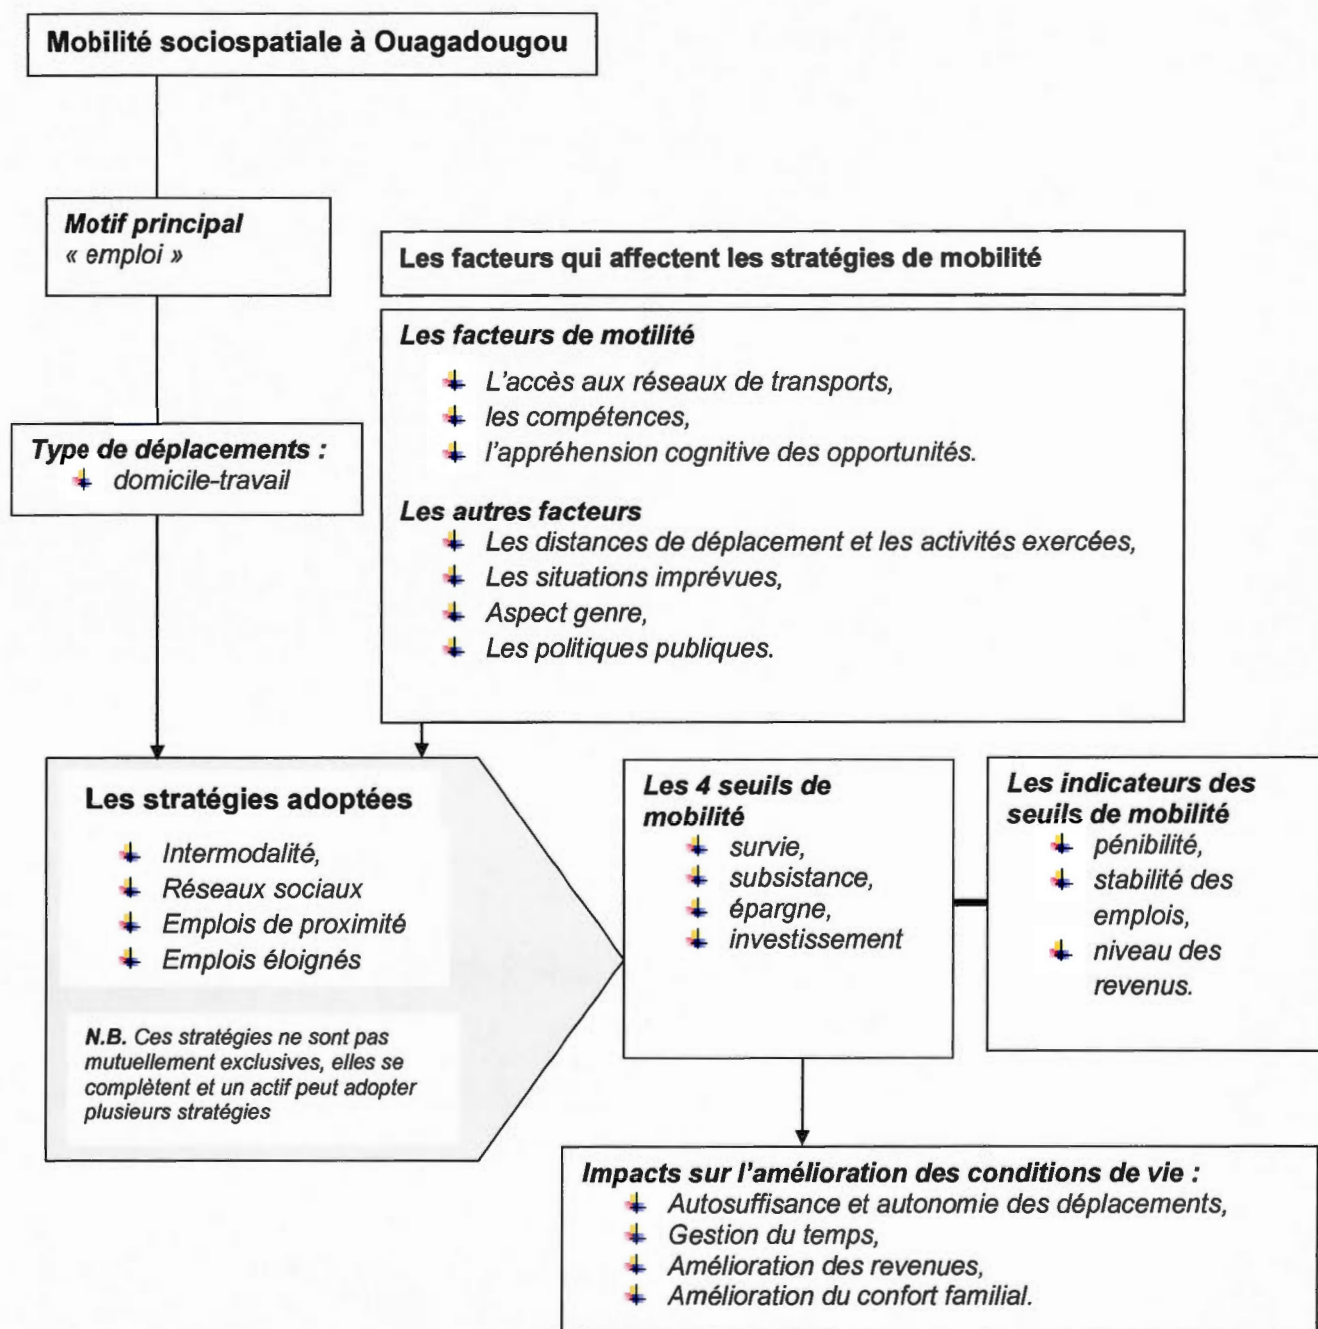 Mobilité sociospatiale à Ouagadougou
Motif principal
« emploi »
Les facteurs qui affectent les stratégies de mobilité
Les facteurs de motilité
L'accès aux réseaux de transports,
les compétences,
l'appréhension cognitive des opportunités.
Type de déplacements :
domicile-travail
Les autres facteurs
Les distances de déplacement et les activités exercées,
Les situations imprévues,
Aspect genre,
Les politiques publiques.
Les stratégies adoptées
Intermodalité,
Réseaux sociaux
Emplois de proximité
Emplois éloignés
N.B. Ces stratégies ne sont pas
mutuellement exclusives, elles se
complètent et un actif peut adopter
plusieurs stratégies
Les 4 seuils de
mobilité
survie,
subsistance,
épargne,
investissement
Les indicateurs des
seuils de mobilité
pénibilité,
stabilité des
emplois,
niveau des
revenus.
Impacts sur l'amélioration des conditions de vie :
Autosuffisance et autonomie des déplacements,
Gestion du temps,
Amélioration des revenues,
Amélioration du confort familial.